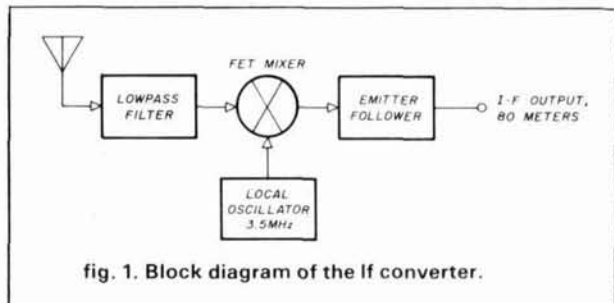 FET MIXER
LOWPASS
FILTER
EMITTER
FOLLOWER
I-F OUTPUT,
80 METERS
LOCAL
OSCILLATOR
3.5MHz
fig. 1. Block diagram of the lf converter.